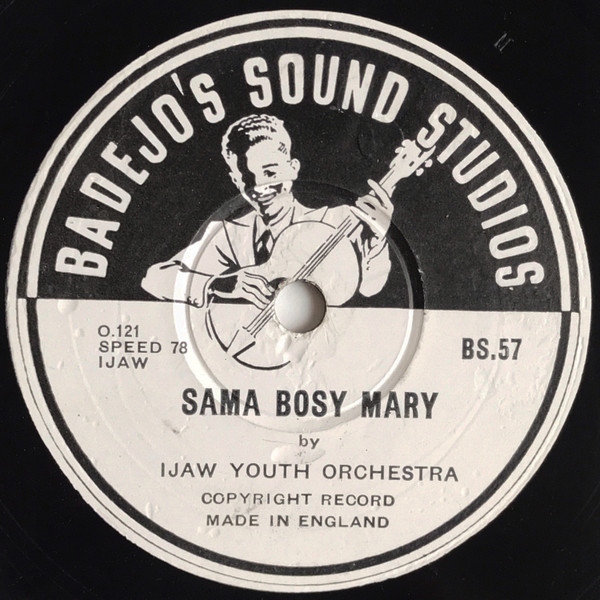 BADEJO'S SOUND STUDIOS
O.121
SPEED 78
IJAW
BS.57
SAMA BOSY MARY
by
IJAW YOUTH ORCHESTRA
COPYRIGHT RECORD
MADE IN ENGLAND